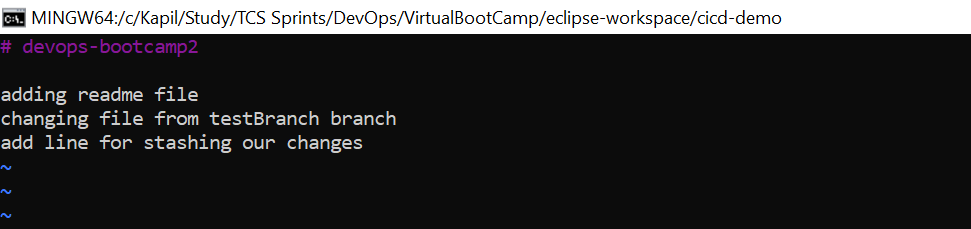 MINGW64:/c/Kapil/Study/TCS Sprints/DevOps/VirtualBootCamp/eclipse-workspace/cicd-demo
# devops-bootcamp2
adding readme file
changing file from testBranch branch
add line for stashing our changes
~
~
~